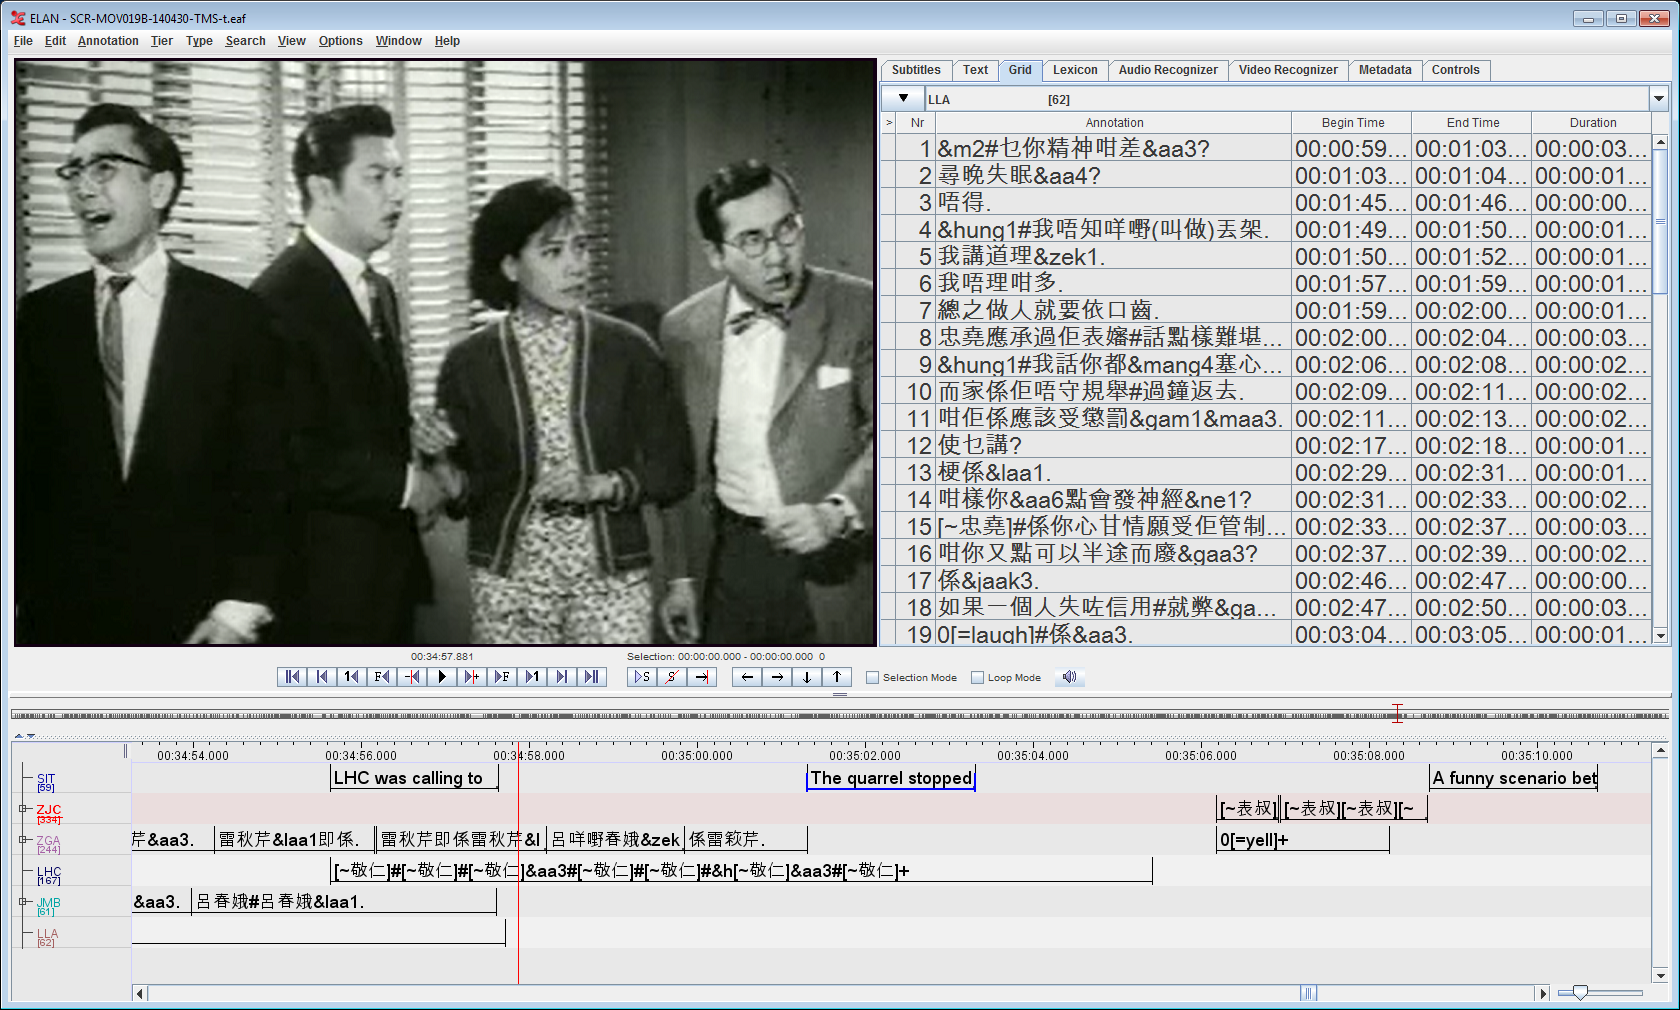 ELAN - SCR-MOV019B-140430-TMS-t.eaf
File Edit Annotation Tier Type Search View Options Window Help
Subtitles Text Grid Lexicon Audio Recognizer Video Recognizer Metadata Controls
LLA [62]
> Nr Annotation Begin Time End Time Duration
1 &m2#乜你精神咁差&aa3? 00:00:59... 00:01:03... 00:00:03...
2 尋晚失眠&aa4? 00:01:03... 00:01:04... 00:00:01...
3 唔得. 00:01:45... 00:01:46... 00:00:00...
4 &hung1#我唔知咩嘢(叫做)丟架. 00:01:49... 00:01:50... 00:00:01...
5 我講道理&zek1. 00:01:50... 00:01:52... 00:00:01...
6 我唔理咁多. 00:01:57... 00:01:59... 00:00:01...
7 總之做人就要依口齒. 00:01:59... 00:02:00... 00:00:01...
8 忠堯應承過佢表嬸#話點樣難堪... 00:02:00... 00:02:04... 00:00:03...
9 &hung1#我話你都&mang4塞心... 00:02:06... 00:02:08... 00:00:02...
10 而家係佢唔守規舉#過鐘返去. 00:02:09... 00:02:11... 00:00:02...
11 咁佢係應該受懲罰&gam1&maa3. 00:02:11... 00:02:13... 00:00:02...
12 使乜講? 00:02:17... 00:02:18... 00:00:01...
13 梗係&laa1. 00:02:29... 00:02:31... 00:00:01...
14 咁樣你&aa6點會發神經&ne1? 00:02:31... 00:02:33... 00:00:02...
15 [~忠堯]#係你心甘情願受佢管制... 00:02:33... 00:02:37... 00:00:03...
16 咁你又點可以半途而廢&gaa3? 00:02:37... 00:02:39... 00:00:02...
17 係&jaak3. 00:02:46... 00:02:47... 00:00:00...
18 如果一個人失咗信用#就弊&ga... 00:02:47... 00:02:50... 00:00:03...
19 0[=laugh]#係&aa3. 00:03:04... 00:03:05... 00:00:01...
00:34:57.881 Selection: 00:00:00.000 - 00:00:00.000 0
1 F + F 1 S S Selection Mode Loop Mode
00:34:54.000 00:34:56.000 00:34:58.000 00:35:00.000 00:35:02.000 00:35:04.000 00:35:06.000 00:35:08.000 00:35:10.000
SIT [59] LHC was calling to The quarrel stopped A funny scenario bet
ZJC [334] [~表叔] [~表叔][~表叔][~
ZGA [244] 芹&aa3. 雷秋芹&laa1即係. 雷秋芹即係雷秋芹&l 呂咩嘢春娥&zek 係雷篘芹. 0[=yell]+
LHC [167] [~敬仁]#[~敬仁]#[~敬仁]&aa3#[~敬仁]#[~敬仁]#&h[~敬仁]&aa3#[~敬仁]+
JMB [61] &aa3. 呂春娥#呂春娥&laa1.
LLA [62]